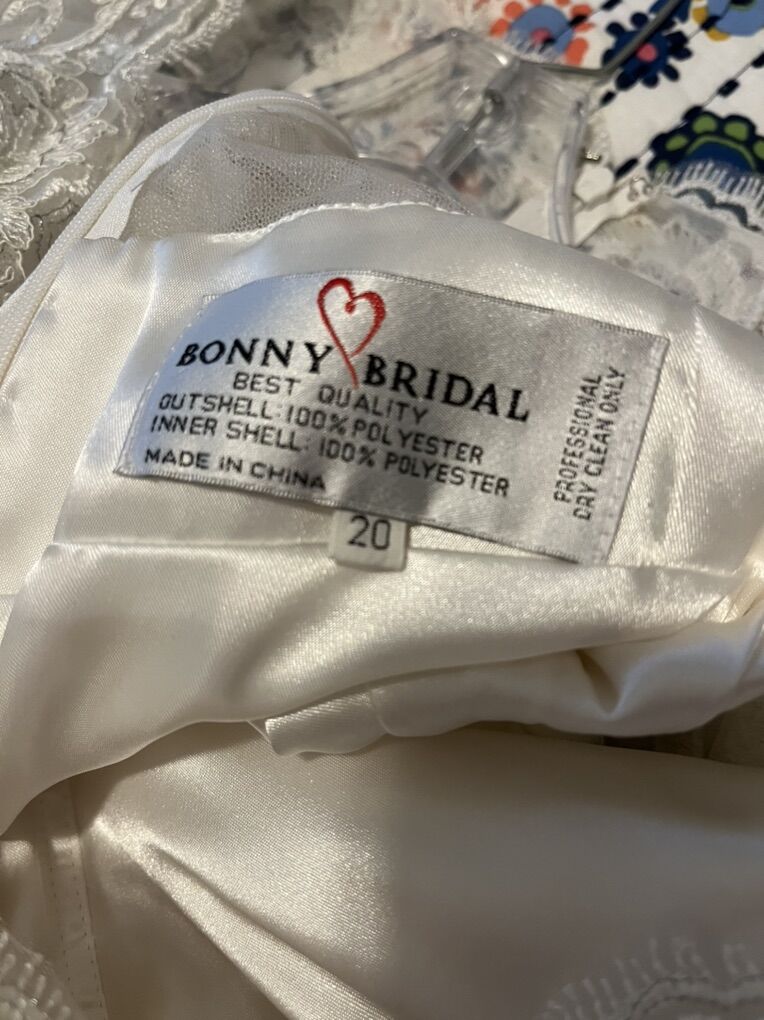 BONNY BRIDAL
BEST QUALITY
OUTSHELL: 100% POLYESTER
INNER SHELL: 100% POLYESTER
MADE IN CHINA
PROFESSIONAL
DRY CLEAN ONLY
20